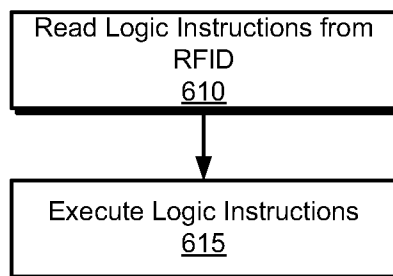 Read Logic Instructions from
RFID
610
Execute Logic Instructions
615